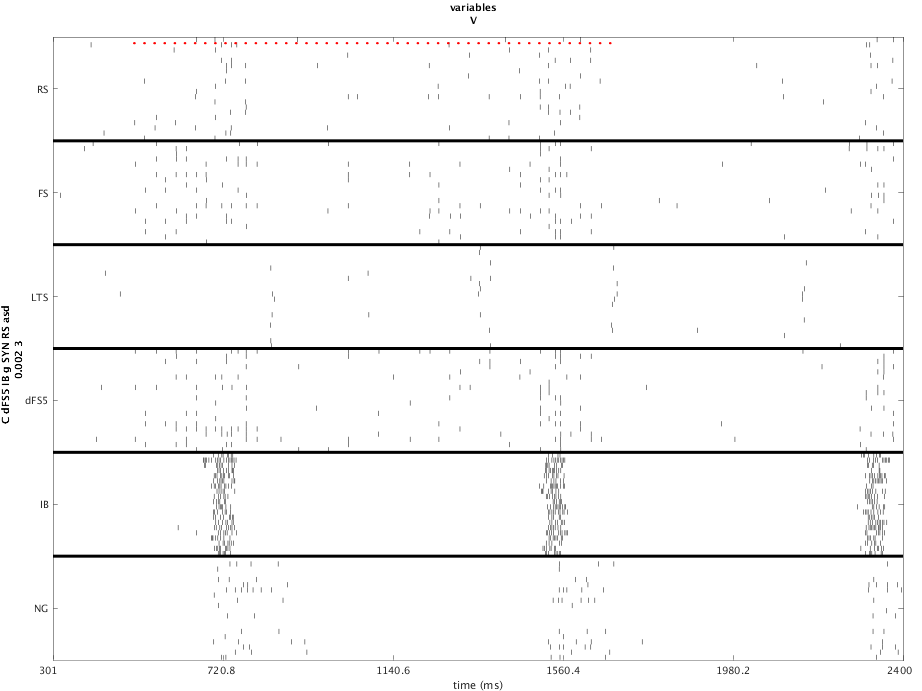 variables
V
RS
FS
LTS
dFS5
IB
NG
C dFS5 IB g SYN RS asd
0.002 3
301
720.8
1140.6
1560.4
1980.2
2400
time (ms)